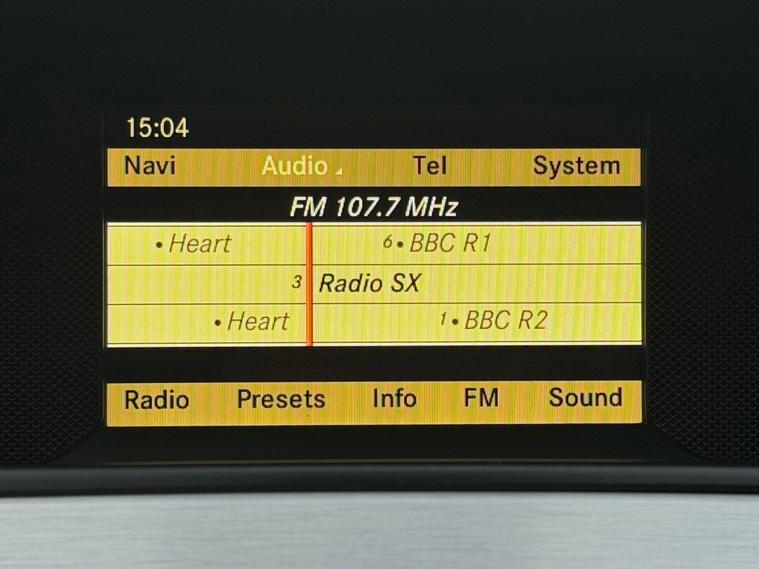 15:04
Navi Audio Tel System
FM 107.7 MHz
• Heart 6• BBC R1
3 Radio SX
• Heart 1• BBC R2
Radio Presets Info FM Sound